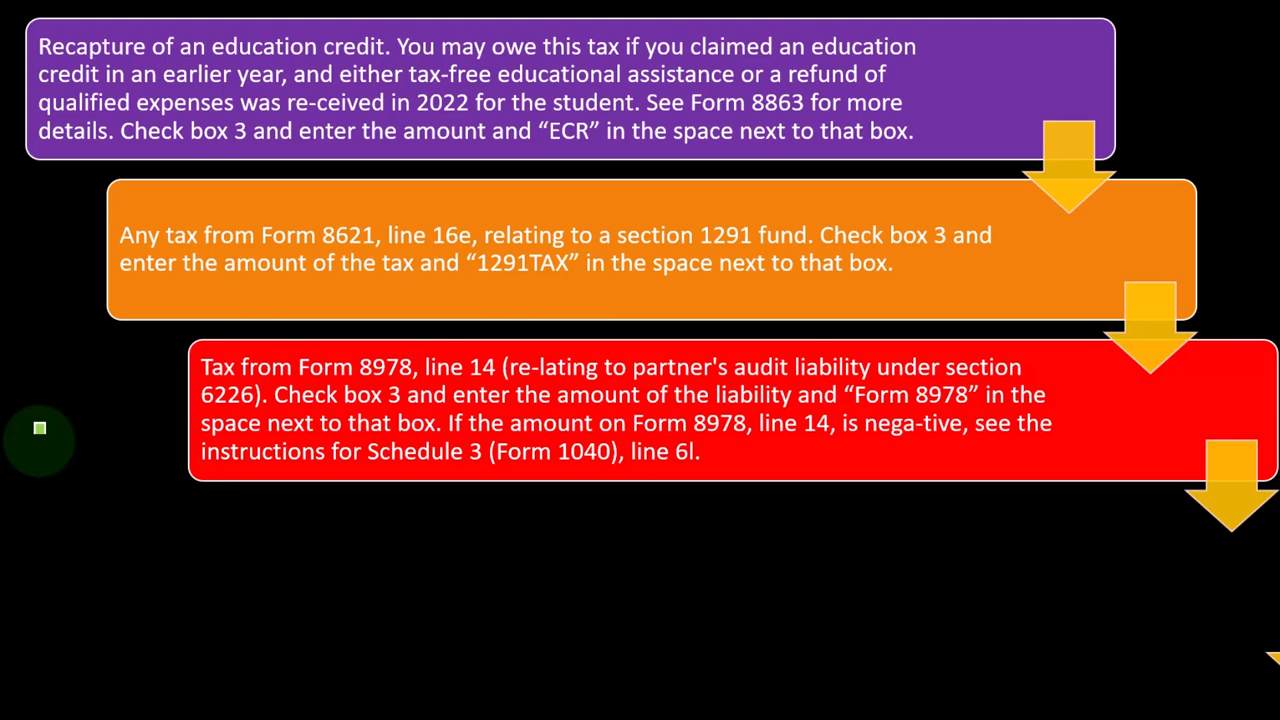 Recapture of an education credit. You may owe this tax if you claimed an education
credit in an earlier year, and either tax-free educational assistance or a refund of
qualified expenses was re-ceived in 2022 for the student. See Form 8863 for more
details. Check box 3 and enter the amount and “ECR” in the space next to that box.
Any tax from Form 8621, line 16e, relating to a section 1291 fund. Check box 3 and
enter the amount of the tax and “1291TAX” in the space next to that box.
Tax from Form 8978, line 14 (re-lating to partner's audit liability under section
6226). Check box 3 and enter the amount of the liability and “Form 8978” in the
space next to that box. If the amount on Form 8978, line 14, is nega-tive, see the
instructions for Schedule 3 (Form 1040), line 6l.